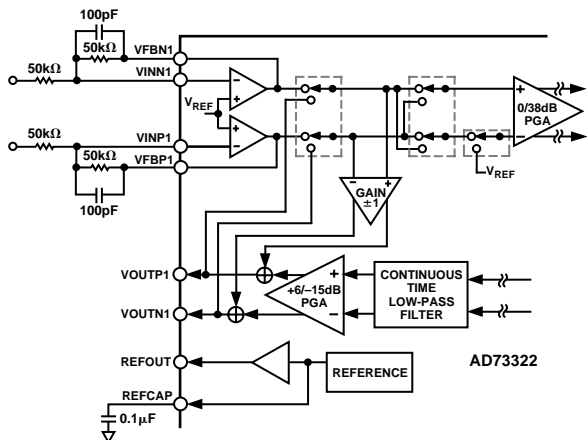 100pF
50kΩ
VFBN1
50kΩ
VINN1
VREF
50kΩ
VINP1
50kΩ
VFBP1
100pF
0/38dB
PGA
VREF
GAIN
±1
VOUTP1
+6/–15dB
PGA
CONTINUOUS
TIME
LOW-PASS
FILTER
VOUTN1
REFOUT
REFERENCE
AD73322
REFCAP
0.1µF